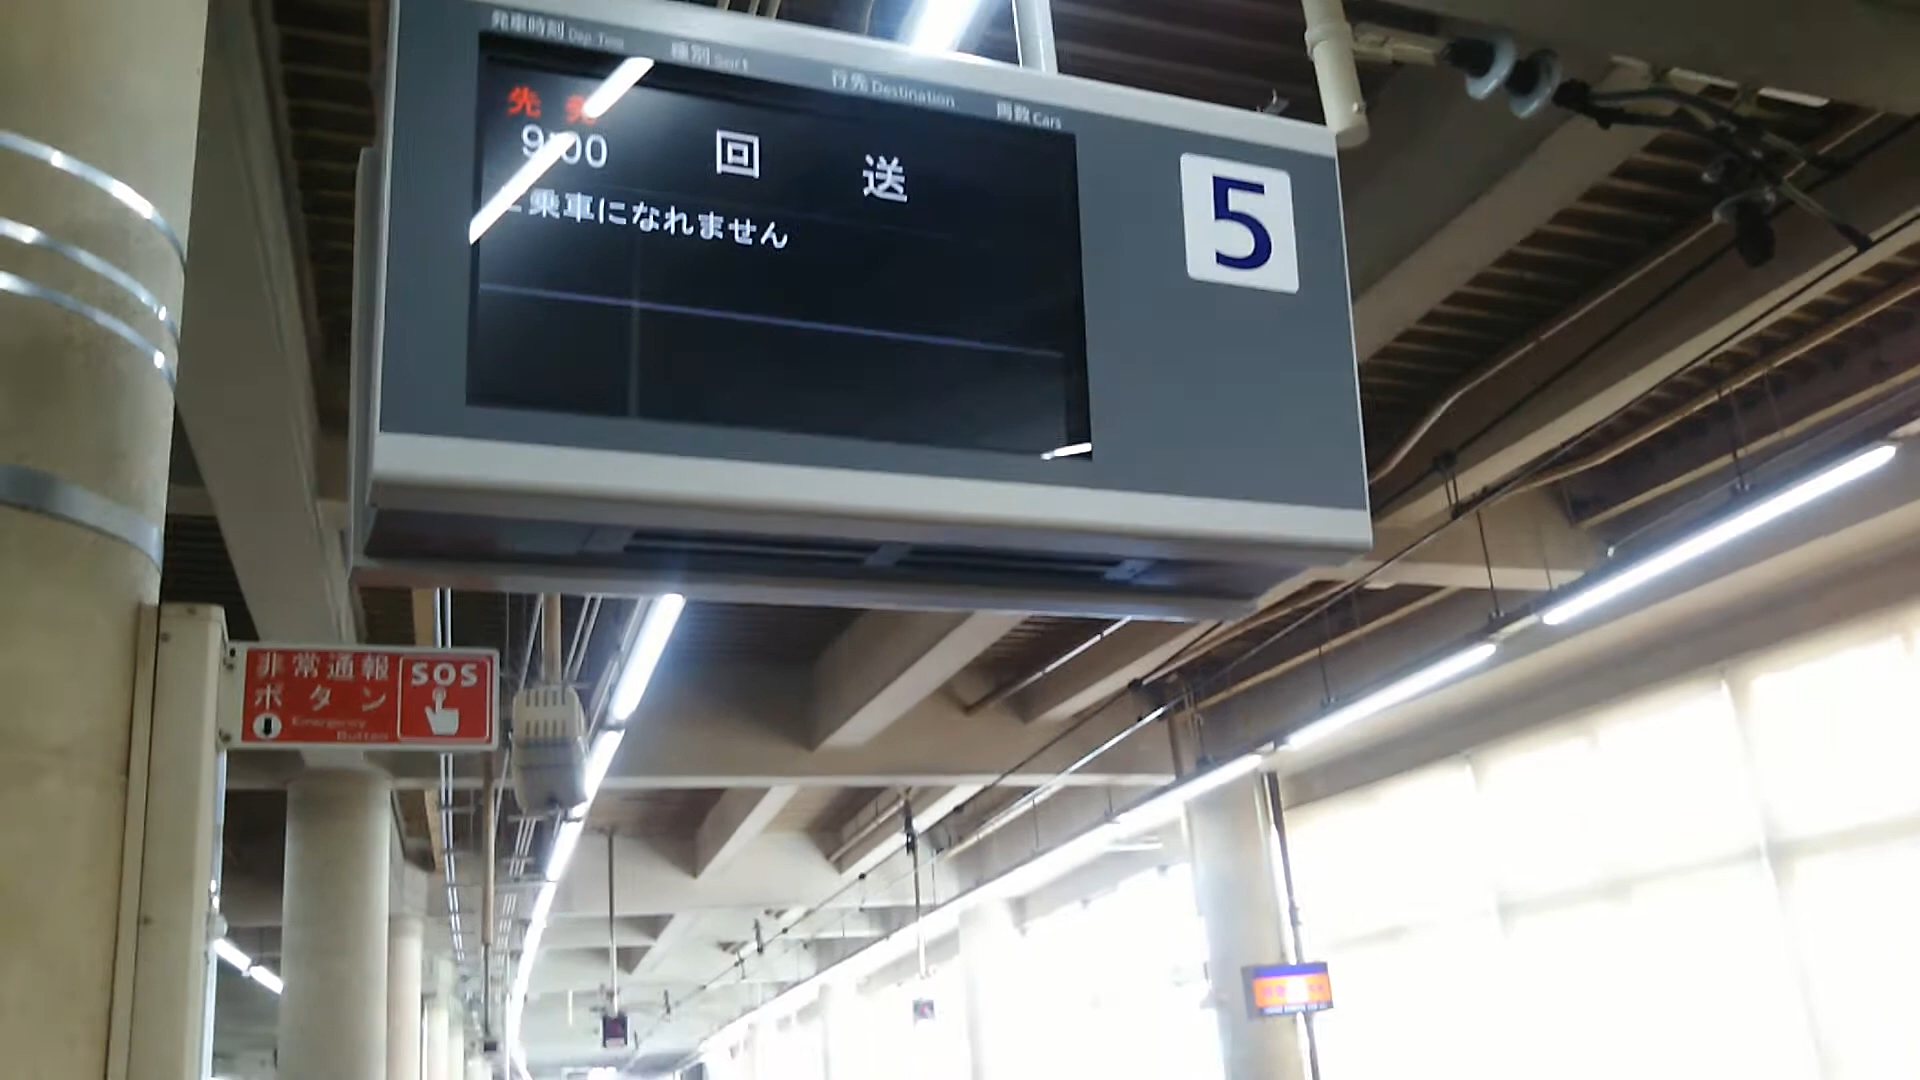 発車時刻 Dep. Time 種別 Sort 行先 Destination 両数 Cars
先発
9:00 回送
ご乗車になれません
5
非常通報
ボタン
Emergency
Button
SOS